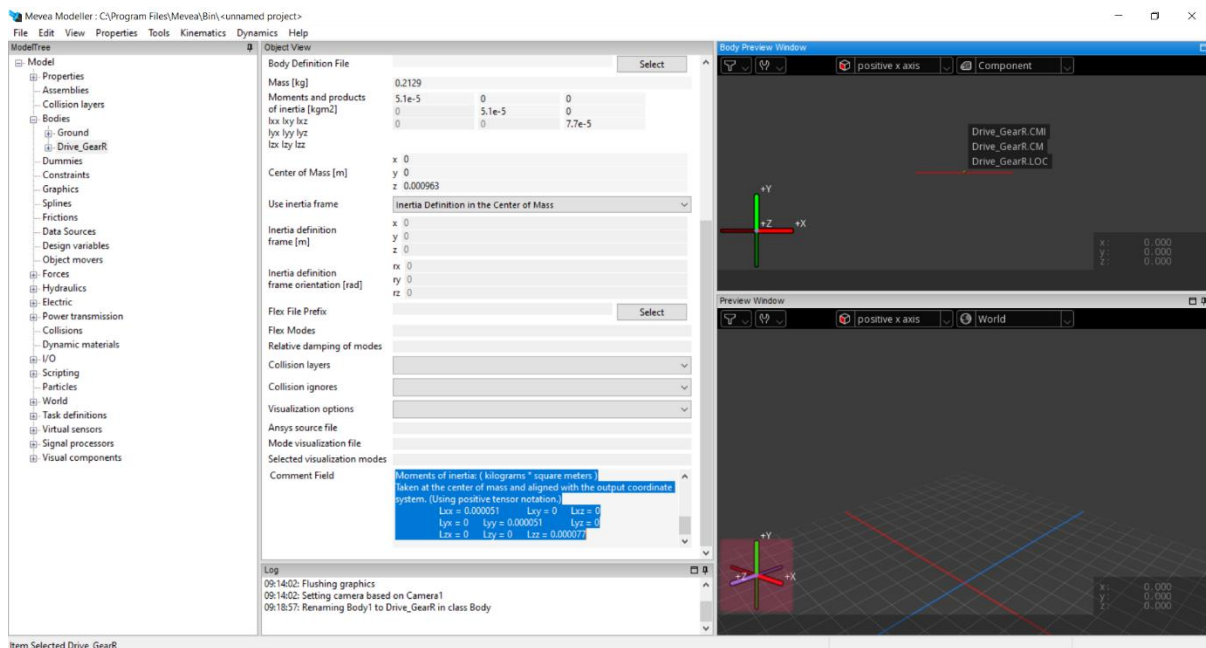 Mevea Modeller : C:\Program Files\Mevea\Bin\<unnamed project>
File Edit View Properties Tools Kinematics Dynamics Help
ModelTree
Model
Properties
Assemblies
Collision layers
Bodies
Ground
Drive_GearR
Dummies
Constraints
Graphics
Splines
Frictions
Data Sources
Design variables
Object movers
Forces
Hydraulics
Electric
Power transmission
Collisions
Dynamic materials
I/O
Scripting
Particles
World
Task definitions
Virtual sensors
Signal processors
Visual components
Object View
Body Definition File Select
Mass [kg] 0.2129
Moments and products 5.1e-5 0 0
of inertia [kgm2] 0 5.1e-5 0
Ixx Ixy Ixz 0 0 7.7e-5
Iyx Iyy Iyz
Izx Izy Izz
x 0
Center of Mass [m] y 0
z 0.000963
Use inertia frame Inertia Definition in the Center of Mass
x 0
Inertia definition
frame [m] y 0
z 0
rx 0
Inertia definition
frame orientation [rad] ry 0
rz 0
Flex File Prefix Select
Flex Modes
Relative damping of modes
Collision layers
Collision ignores
Visualization options
Ansys source file
Mode visualization file
Selected visualization modes
Comment Field Moments of inertia: ( kilograms * square meters )
Taken at the center of mass and aligned with the output coordinate
system. (Using positive tensor notation.)
Lxx = 0.000051 Lxy = 0 Lxz = 0
Lyx = 0 Lyy = 0.000051 Lyz = 0
Lzx = 0 Lzy = 0 Lzz = 0.000077
Log
09:14:02: Flushing graphics
09:14:02: Setting camera based on Camera1
09:18:57: Renaming Body1 to Drive_GearR in class Body
Body Preview Window
positive x axis Component
Drive_GearR.CMI
Drive_GearR.CM
Drive_GearR.LOC
+Y
+Z +X
x: 0.000
y: 0.000
z: 0.000
Preview Window
positive x axis World
+Y
+Z +X
x: 0.000
y: 0.000
z: 0.000
Item Selected Drive_GearR